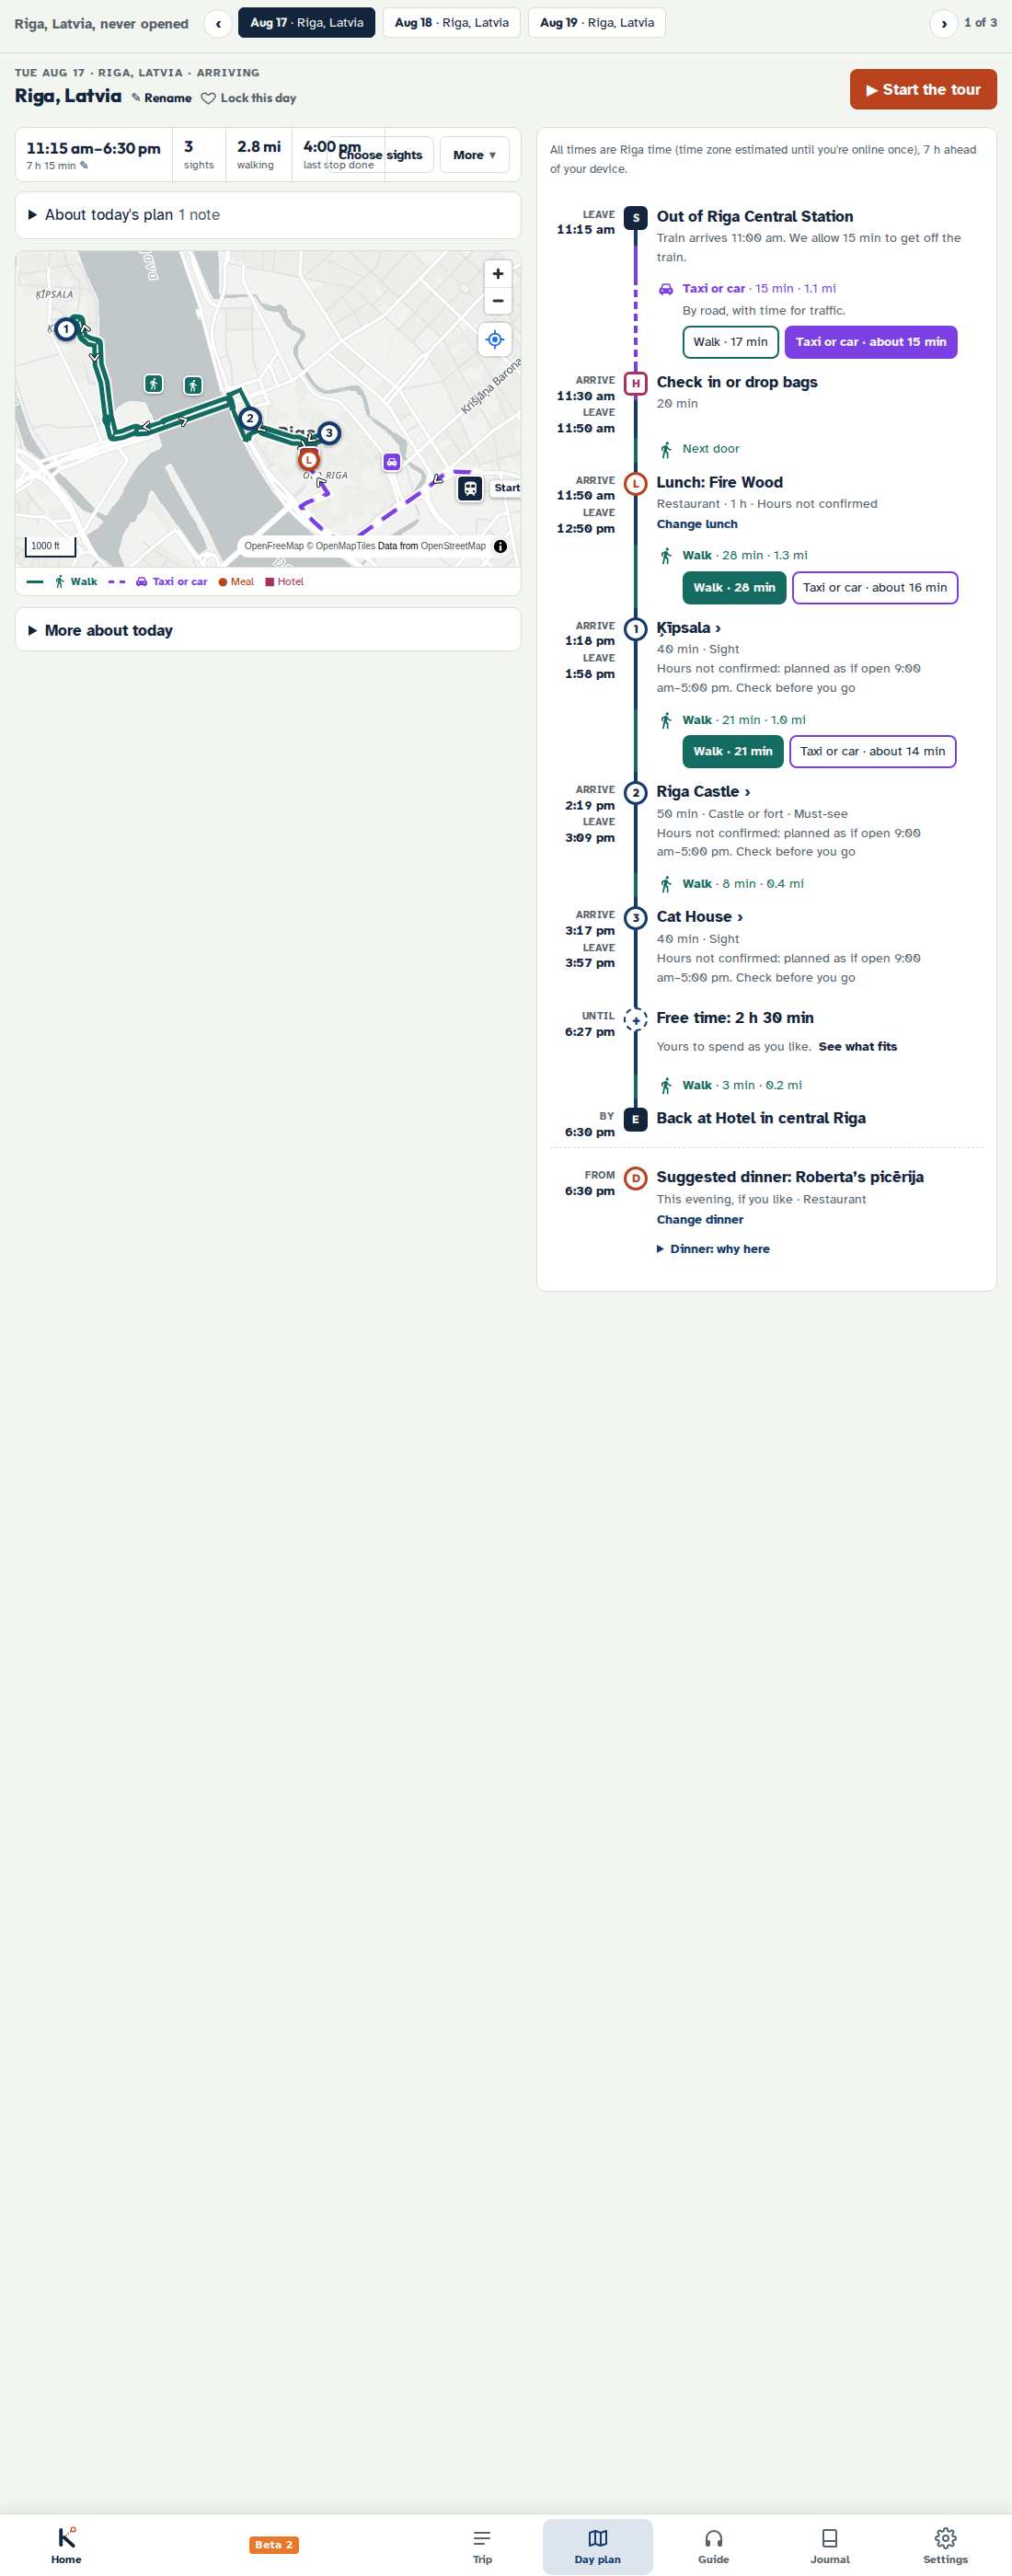 Riga, Latvia, never opened
‹
Aug 17 · Riga, Latvia
Aug 18 · Riga, Latvia
Aug 19 · Riga, Latvia
›
1 of 3
TUE AUG 17 · RIGA, LATVIA · ARRIVING
Riga, Latvia
✎ Rename
Lock this day
▶ Start the tour
11:15 am–6:30 pm
7 h 15 min ✎
3
sights
2.8 mi
walking
4:00 pm
last stop done
Choose sights
More ▾
▶ About today's plan 1 note
ĶĪPSALA
1
2
3
L
Riga
Krišjāņa Barona
Start
+
−
1000 ft
OpenFreeMap © OpenMapTiles Data from OpenStreetMap
Walk
Taxi or car
Meal
Hotel
▶ More about today
All times are Riga time (time zone estimated until you're online once), 7 h ahead
of your device.
LEAVE
11:15 am
S
Out of Riga Central Station
Train arrives 11:00 am. We allow 15 min to get off the
train.
Taxi or car · 15 min · 1.1 mi
By road, with time for traffic.
Walk · 17 min
Taxi or car · about 15 min
ARRIVE
11:30 am
LEAVE
11:50 am
H
Check in or drop bags
20 min
Next door
ARRIVE
11:50 am
LEAVE
12:50 pm
L
Lunch: Fire Wood
Restaurant · 1 h · Hours not confirmed
Change lunch
Walk · 28 min · 1.3 mi
Walk · 28 min
Taxi or car · about 16 min
ARRIVE
1:18 pm
LEAVE
1:58 pm
1
Ķīpsala ›
40 min · Sight
Hours not confirmed: planned as if open 9:00
am–5:00 pm. Check before you go
Walk · 21 min · 1.0 mi
Walk · 21 min
Taxi or car · about 14 min
ARRIVE
2:19 pm
LEAVE
3:09 pm
2
Riga Castle ›
50 min · Castle or fort · Must-see
Hours not confirmed: planned as if open 9:00
am–5:00 pm. Check before you go
Walk · 8 min · 0.4 mi
ARRIVE
3:17 pm
LEAVE
3:57 pm
3
Cat House ›
40 min · Sight
Hours not confirmed: planned as if open 9:00
am–5:00 pm. Check before you go
UNTIL
6:27 pm
+
Free time: 2 h 30 min
Yours to spend as you like. See what fits
Walk · 3 min · 0.2 mi
BY
6:30 pm
E
Back at Hotel in central Riga
FROM
6:30 pm
D
Suggested dinner: Roberta's picērija
This evening, if you like · Restaurant
Change dinner
▶ Dinner: why here
Home
Beta 2
Trip
Day plan
Guide
Journal
Settings